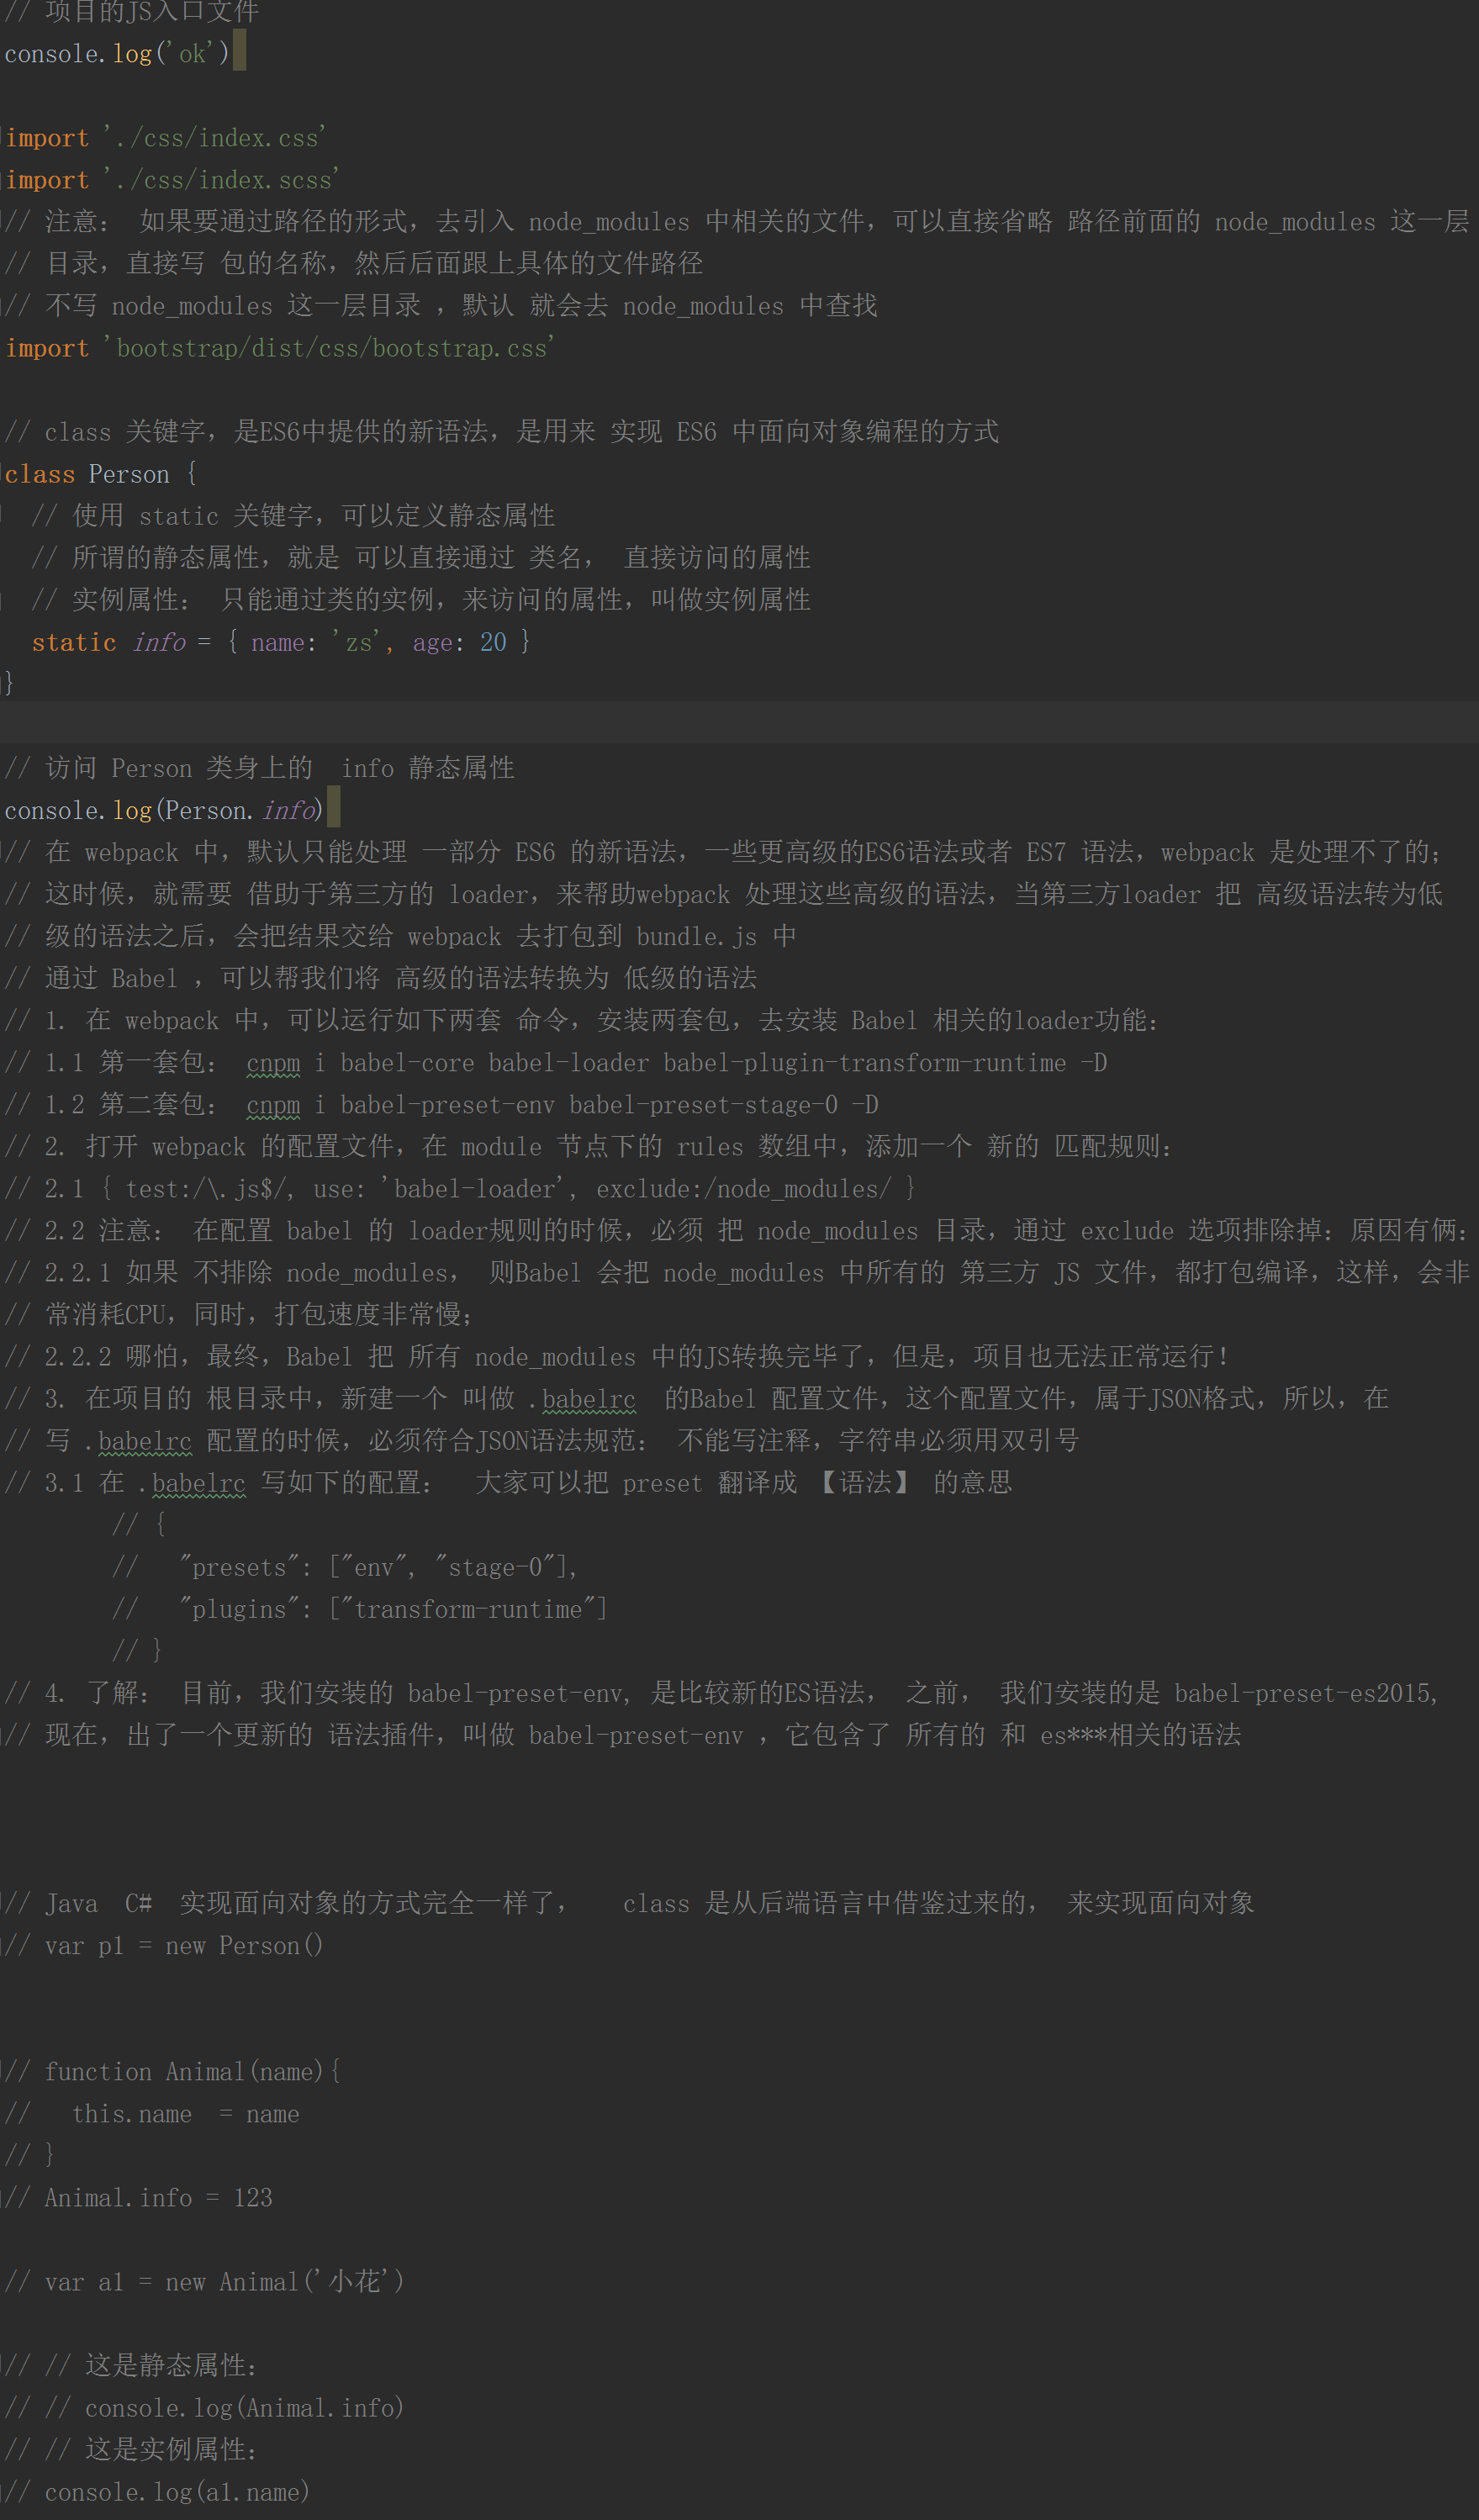 // 项目的JS入口文件
console.log('ok')
import './css/index.css'
import './css/index.scss'
// 注意： 如果要通过路径的形式，去引入 node_modules 中相关的文件，可以直接省略 路径前面的 node_modules 这一层
// 目录，直接写 包的名称，然后后面跟上具体的文件路径
// 不写 node_modules 这一层目录 ，默认 就会去 node_modules 中查找
import 'bootstrap/dist/css/bootstrap.css'
// class 关键字，是ES6中提供的新语法，是用来 实现 ES6 中面向对象编程的方式
class Person {
  // 使用 static 关键字，可以定义静态属性
  // 所谓的静态属性，就是 可以直接通过 类名， 直接访问的属性
  // 实例属性： 只能通过类的实例，来访问的属性，叫做实例属性
  static info = { name: 'zs', age: 20 }
}
// 访问 Person 类身上的  info 静态属性
console.log(Person.info)
// 在 webpack 中，默认只能处理 一部分 ES6 的新语法，一些更高级的ES6语法或者 ES7 语法，webpack 是处理不了的；
// 这时候，就需要 借助于第三方的 loader，来帮助webpack 处理这些高级的语法，当第三方loader 把 高级语法转为低
// 级的语法之后，会把结果交给 webpack 去打包到 bundle.js 中
// 通过 Babel ，可以帮我们将 高级的语法转换为 低级的语法
// 1. 在 webpack 中，可以运行如下两套 命令，安装两套包，去安装 Babel 相关的loader功能：
// 1.1 第一套包： cnpm i babel-core babel-loader babel-plugin-transform-runtime -D
// 1.2 第二套包： cnpm i babel-preset-env babel-preset-stage-0 -D
// 2. 打开 webpack 的配置文件，在 module 节点下的 rules 数组中，添加一个 新的 匹配规则：
// 2.1 { test:/\.js$/, use: 'babel-loader', exclude:/node_modules/ }
// 2.2 注意： 在配置 babel 的 loader规则的时候，必须 把 node_modules 目录，通过 exclude 选项排除掉：原因有俩：
// 2.2.1 如果 不排除 node_modules， 则Babel 会把 node_modules 中所有的 第三方 JS 文件，都打包编译，这样，会非
// 常消耗CPU，同时，打包速度非常慢；
// 2.2.2 哪怕，最终，Babel 把 所有 node_modules 中的JS转换完毕了，但是，项目也无法正常运行！
// 3. 在项目的 根目录中，新建一个 叫做 .babelrc  的Babel 配置文件，这个配置文件，属于JSON格式，所以，在
// 写 .babelrc 配置的时候，必须符合JSON语法规范： 不能写注释，字符串必须用双引号
// 3.1 在 .babelrc 写如下的配置：  大家可以把 preset 翻译成 【语法】 的意思
        // {
        //   "presets": ["env", "stage-0"],
        //   "plugins": ["transform-runtime"]
        // }
// 4. 了解： 目前，我们安装的 babel-preset-env, 是比较新的ES语法， 之前， 我们安装的是 babel-preset-es2015,
// 现在，出了一个更新的 语法插件，叫做 babel-preset-env ，它包含了 所有的 和 es***相关的语法
// Java  C#  实现面向对象的方式完全一样了，   class 是从后端语言中借鉴过来的， 来实现面向对象
// var p1 = new Person()
// function Animal(name){
//   this.name  = name
// }
// Animal.info = 123
// var a1 = new Animal('小花')
// // 这是静态属性：
// // console.log(Animal.info)
// // 这是实例属性：
// console.log(a1.name)